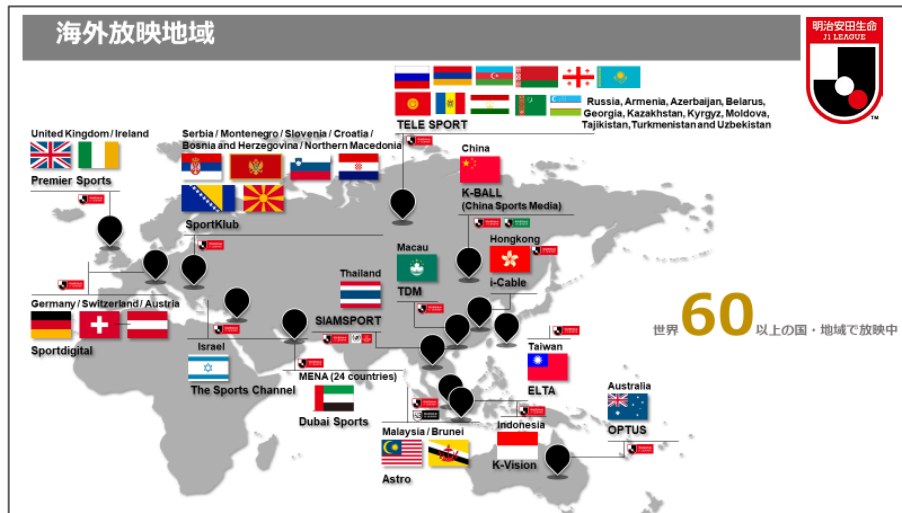 海外放映地域
明治安田生命
J1 LEAGUE
Russia, Armenia, Azerbaijan, Belarus,
Georgia, Kazakhstan, Kyrgyz, Moldova,
Tajikistan, Turkmenistan and Uzbekistan
TELE SPORT
United Kingdom / Ireland
Premier Sports
Serbia / Montenegro / Slovenia / Croatia /
Bosnia and Herzegovina / Northern Macedonia
SportKlub
China
K-BALL
(China Sports Media)
Hongkong
i-Cable
Macau
TDM
Thailand
SIAMSPORT
Germany / Switzerland / Austria
Sportdigital
Israel
The Sports Channel
MENA (24 countries)
Dubai Sports
Taiwan
ELTA
世界60以上の国・地域で放映中
Australia
OPTUS
Malaysia / Brunei
Astro
Indonesia
K-Vision